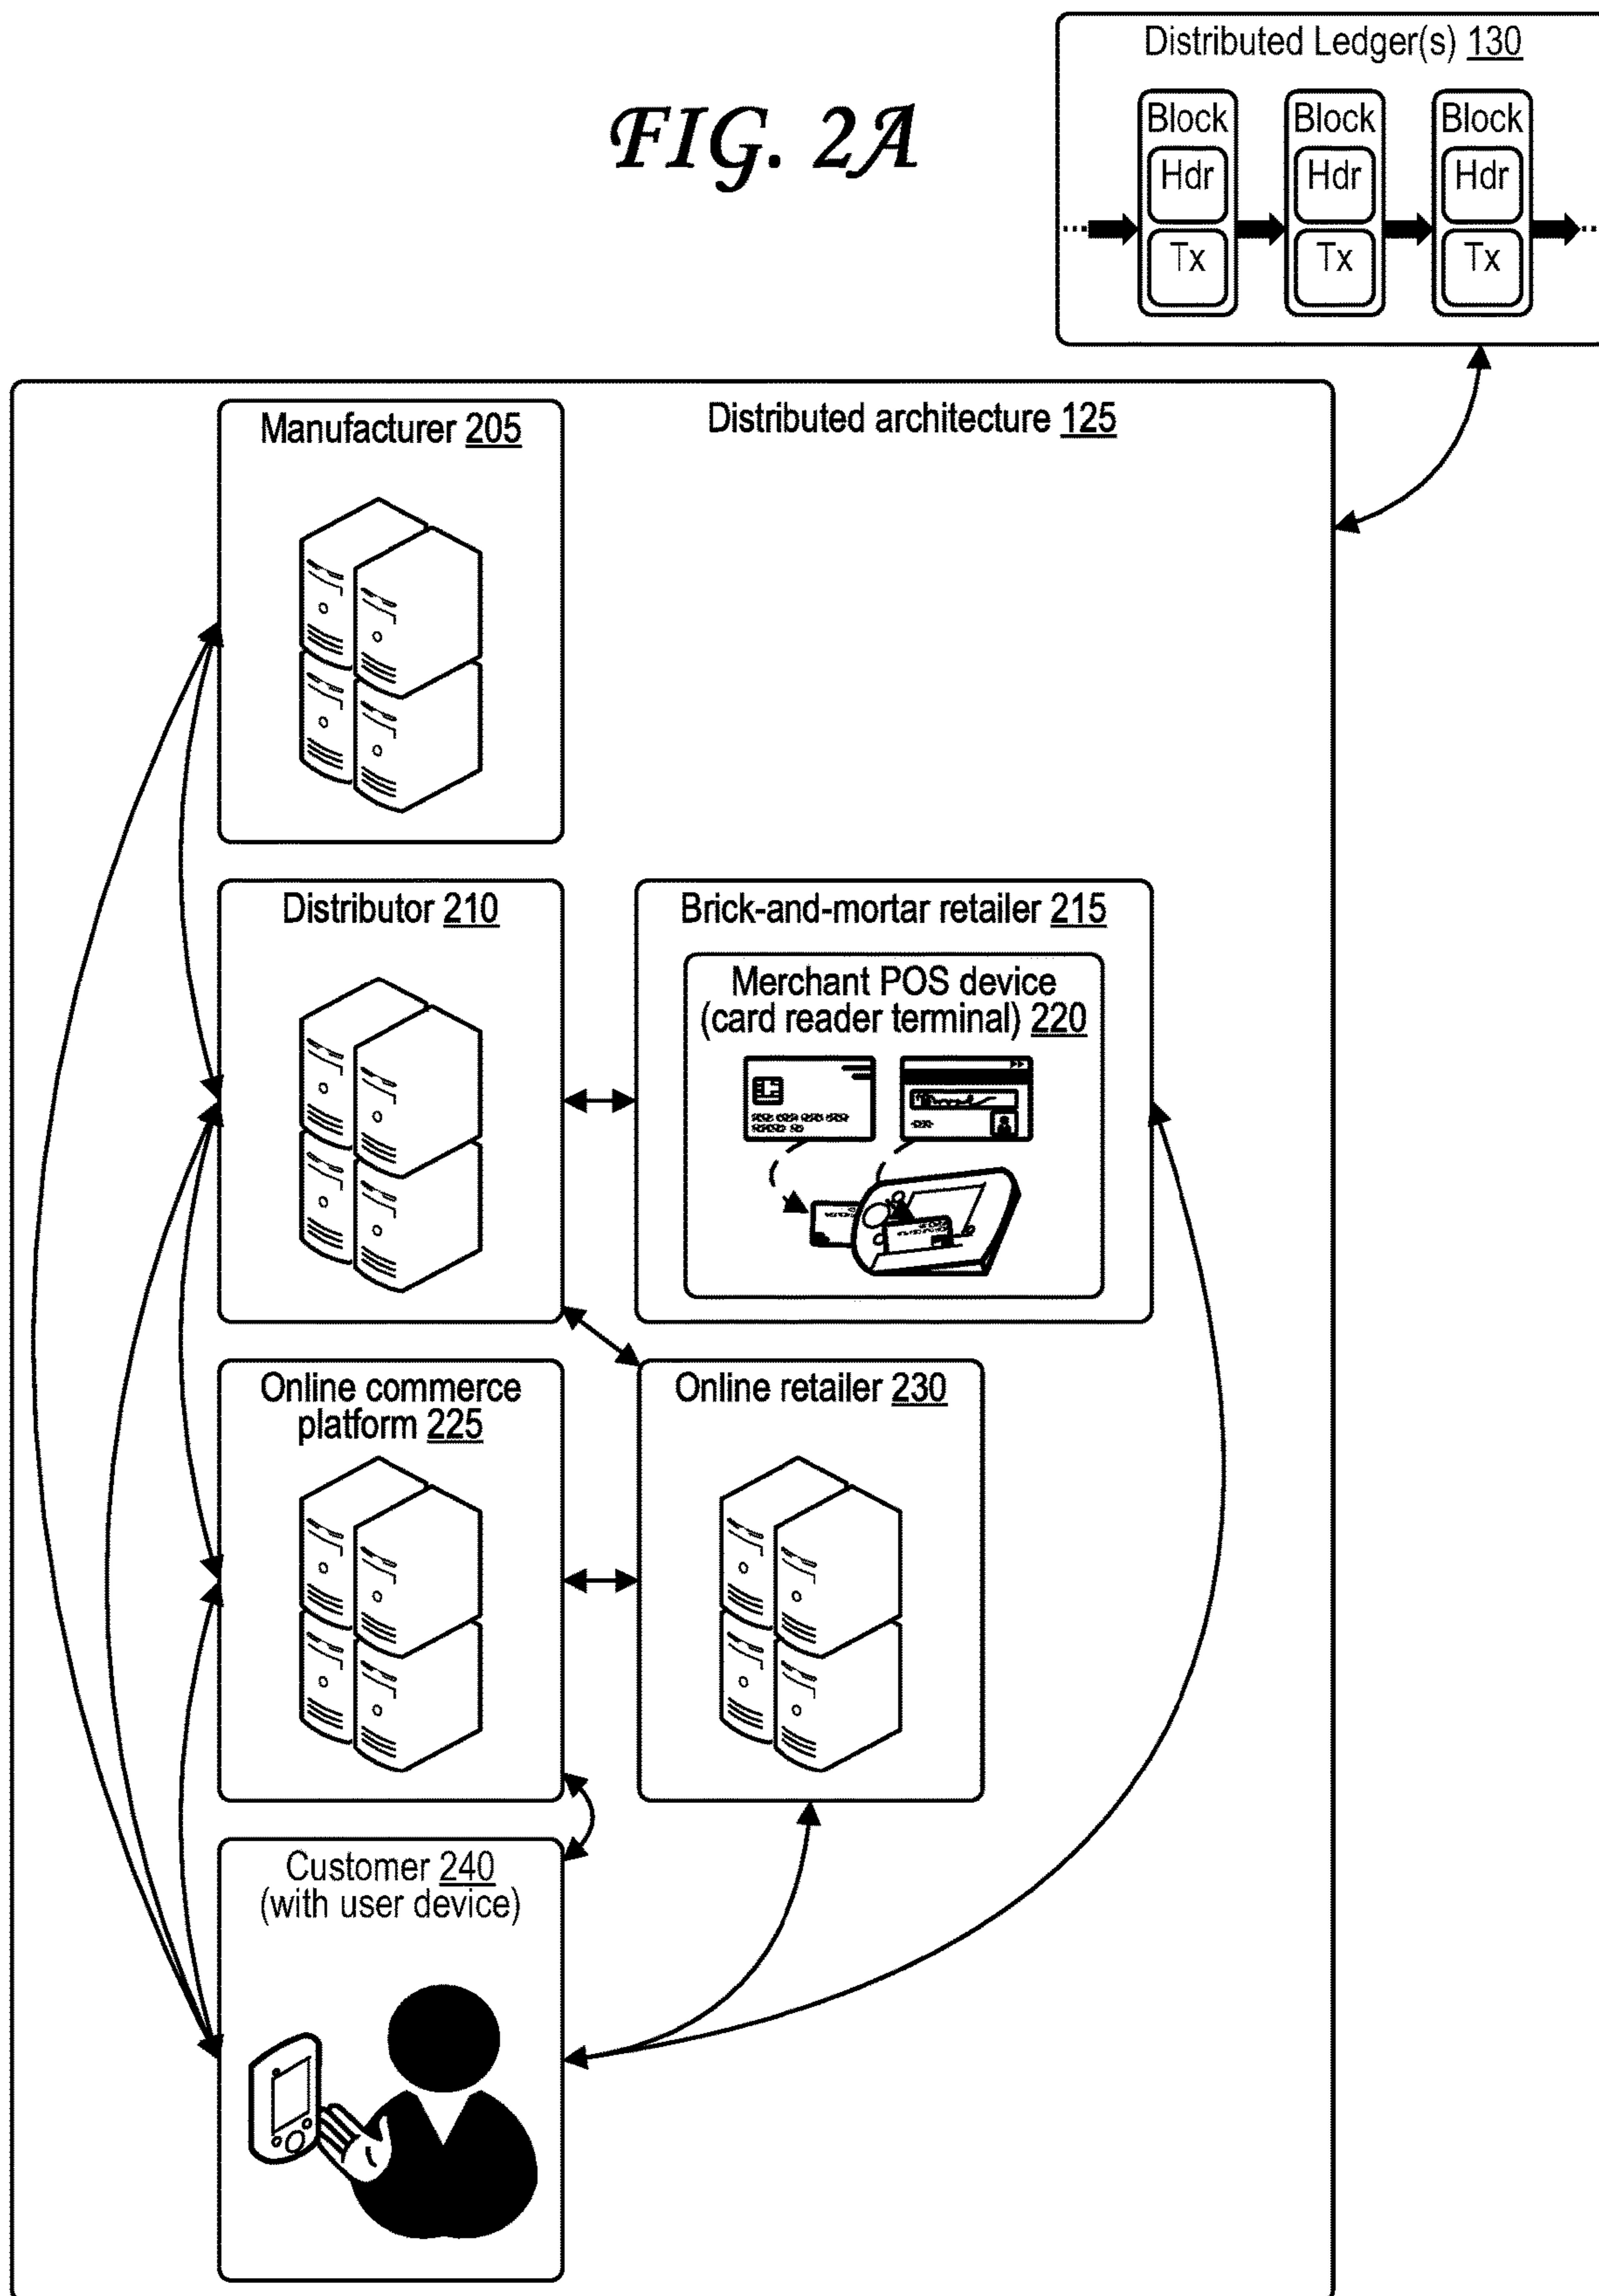 FIG. 2A
Distributed Ledger(s) 130
Block
Hdr
Tx
Block
Hdr
Tx
Block
Hdr
Tx
Distributed architecture 125
Manufacturer 205
Distributor 210
Brick-and-mortar retailer 215
Merchant POS device
(card reader terminal) 220
Online commerce
platform 225
Online retailer 230
Customer 240
(with user device)